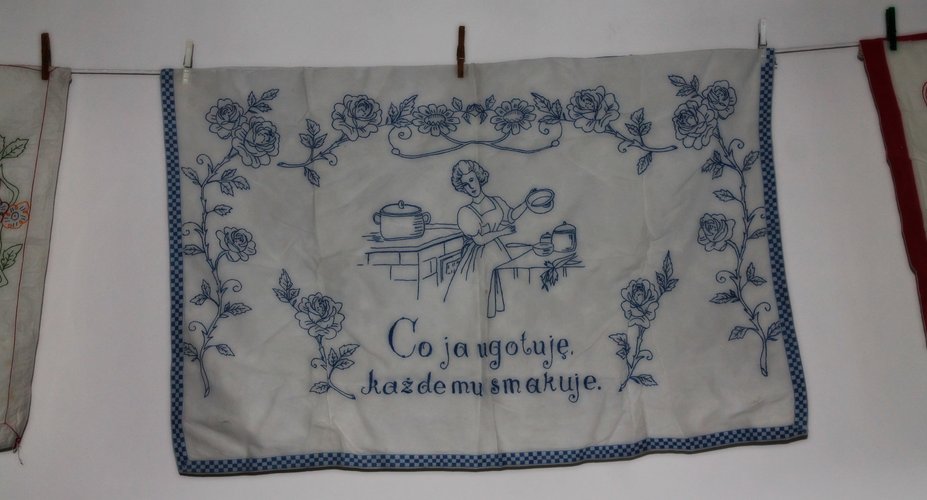 Co ja ugotuję,
każdemu smakuje.